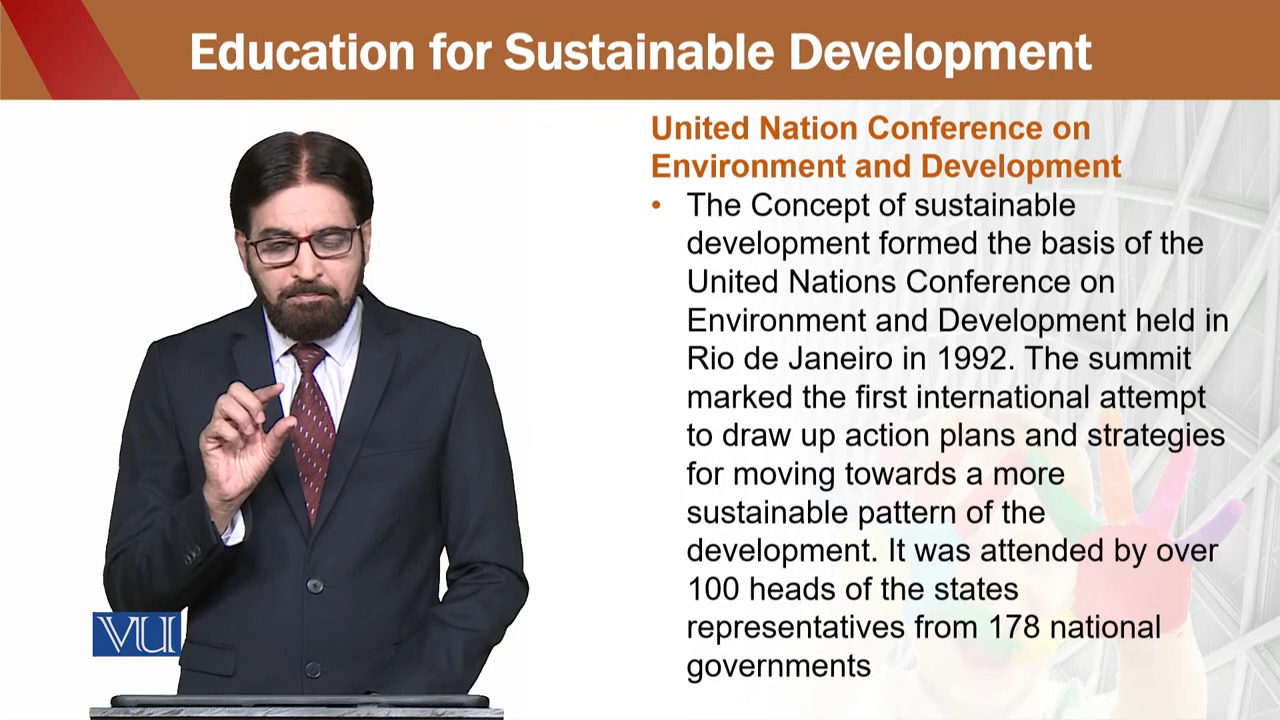 Education for Sustainable Development
United Nation Conference on
Environment and Development
• The Concept of sustainable
development formed the basis of the
United Nations Conference on
Environment and Development held in
Rio de Janeiro in 1992. The summit
marked the first international attempt
to draw up action plans and strategies
for moving towards a more
sustainable pattern of the
development. It was attended by over
100 heads of the states
representatives from 178 national
governments
VU